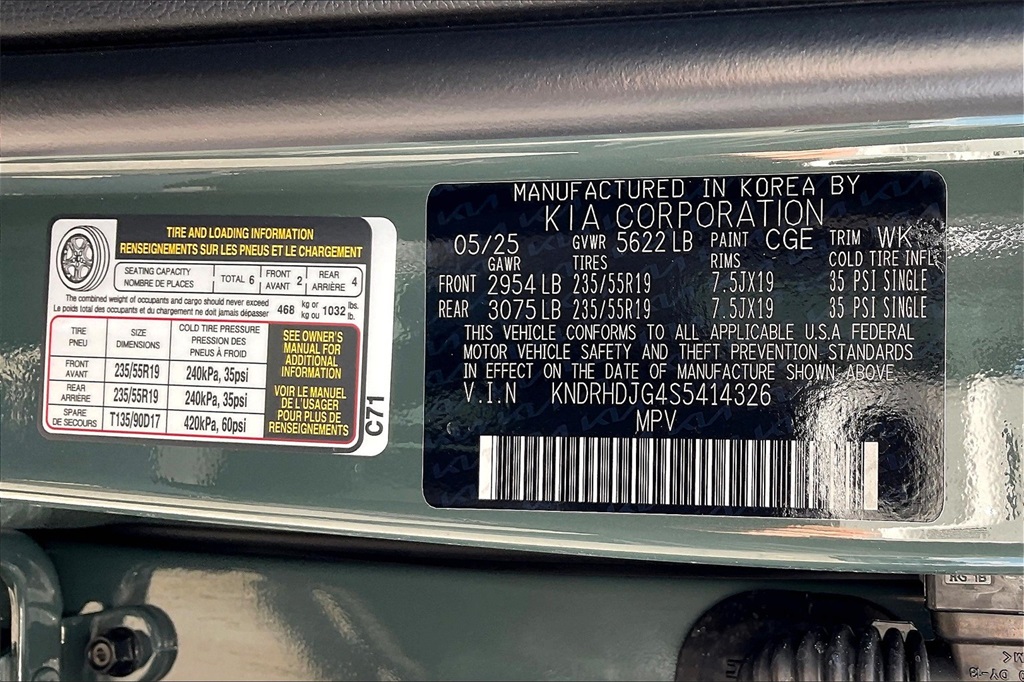 TIRE AND LOADING INFORMATION
RENSEIGNEMENTS SUR LES PNEUS ET LE CHARGEMENT
SEATING CAPACITY
NOMBRE DE PLACES
TOTAL 6
FRONT
AVANT 2
REAR
ARRIÈRE 4
The combined weight of occupants and cargo should never exceed
Le poids total des occupants et du chargement ne doit jamais dépasser
468 kg or 1032 lbs.
kg ou lb.
TIRE
PNEU
SIZE
DIMENSIONS
COLD TIRE PRESSURE
PRESSION DES
PNEUS À FROID
FRONT
AVANT
235/55R19
240kPa, 35psi
REAR
ARRIÈRE
235/55R19
240kPa, 35psi
SPARE
DE SECOURS
T135/90D17
420kPa, 60psi
SEE OWNER'S
MANUAL FOR
ADDITIONAL
INFORMATION
VOIR LE MANUEL
DE L'USAGER
POUR PLUS DE
RENSEIGNEMENTS
C71
MANUFACTURED IN KOREA BY
KIA CORPORATION
05/25 GVWR 5622 LB PAINT CGE TRIM WK
GAWR TIRES RIMS COLD TIRE INFL
FRONT 2954 LB 235/55R19 7.5JX19 35 PSI SINGLE
REAR 3075 LB 235/55R19 7.5JX19 35 PSI SINGLE
THIS VEHICLE CONFORMS TO ALL APPLICABLE U.S.A FEDERAL
MOTOR VEHICLE SAFETY AND THEFT PREVENTION STANDARDS
IN EFFECT ON THE DATE OF MANUFACTURE SHOWN ABOVE
V.I.N KNDRHDJG4S5414326
MPV